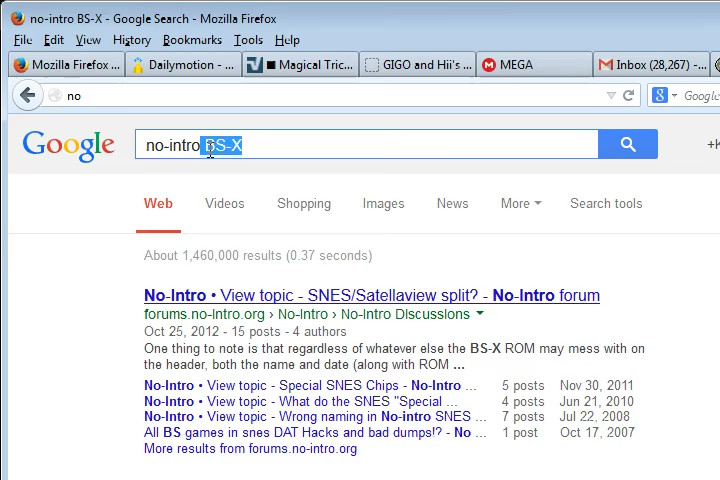 no-intro BS-X - Google Search - Mozilla Firefox
File Edit View History Bookmarks Tools Help
Mozilla Firefox ... Dailymotion - ... ■ Magical Tric... GIGO and Hii's ... MEGA Inbox (28,267) -...
no Google
Google no-intro BS-X +K
Web Videos Shopping Images News More Search tools
About 1,460,000 results (0.37 seconds)
No-Intro • View topic - SNES/Satellaview split? - No-Intro forum
forums.no-intro.org › No-Intro › No-Intro Discussions
Oct 25, 2012 - 15 posts - 4 authors
One thing to note is that regardless of whatever else the BS-X ROM may mess with on
the header, both the name and date (along with ROM ...
No-Intro • View topic - Special SNES Chips - No-Intro ... 5 posts Nov 30, 2011
No-Intro • View topic - What do the SNES "Special ... 4 posts Jun 21, 2010
No-Intro • View topic - Wrong naming in No-intro SNES ... 7 posts Jul 22, 2008
All BS games in snes DAT Hacks and bad dumps!? - No ... 1 post Oct 17, 2007
More results from forums.no-intro.org